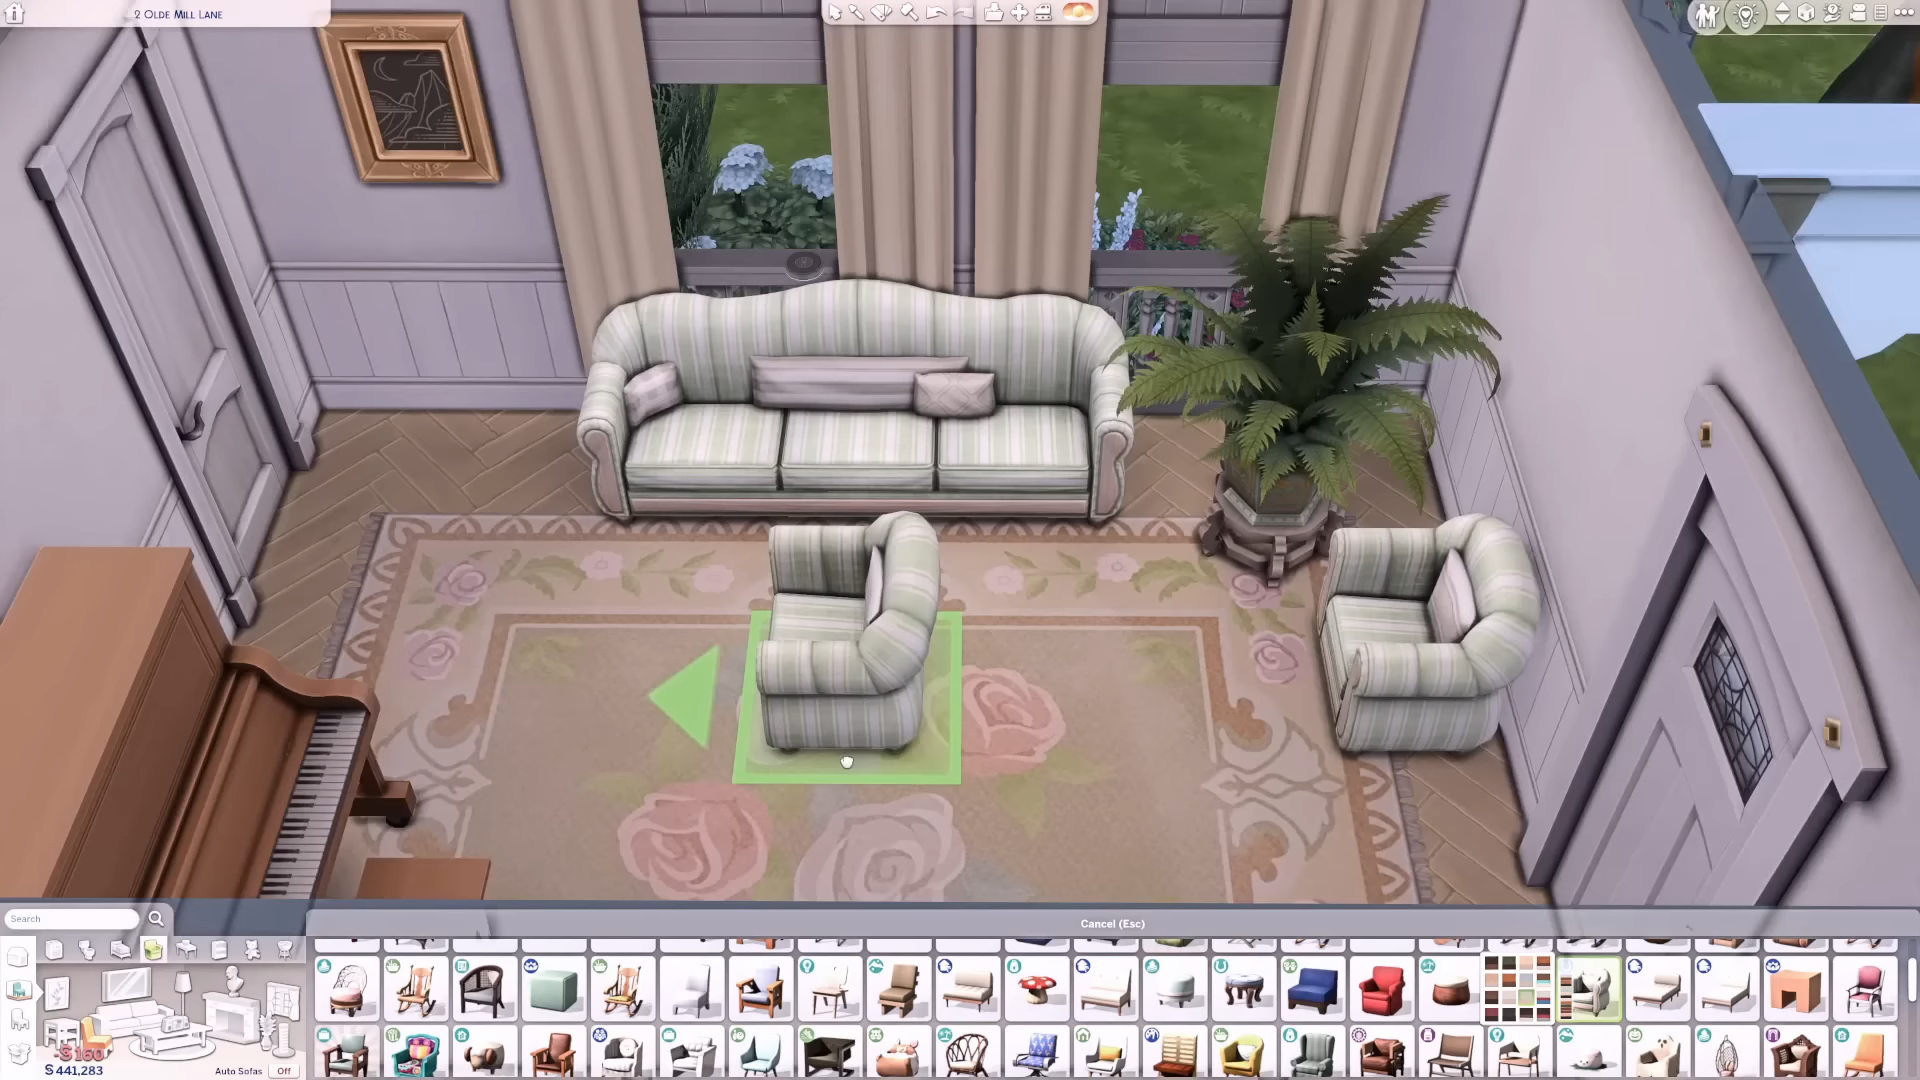 2 Olde Mill Lane
Search
Cancel (Esc)
-§160
§441,283
Auto Sofas
Off